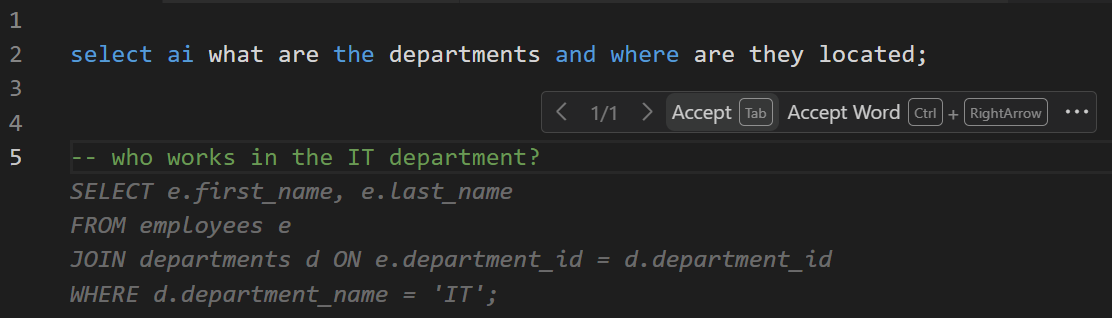 1
2 select ai what are the departments and where are they located;
3
< 1/1 > Accept Tab Accept Word Ctrl + RightArrow ...
4
5 -- who works in the IT department?
SELECT e.first_name, e.last_name
FROM employees e
JOIN departments d ON e.department_id = d.department_id
WHERE d.department_name = 'IT';